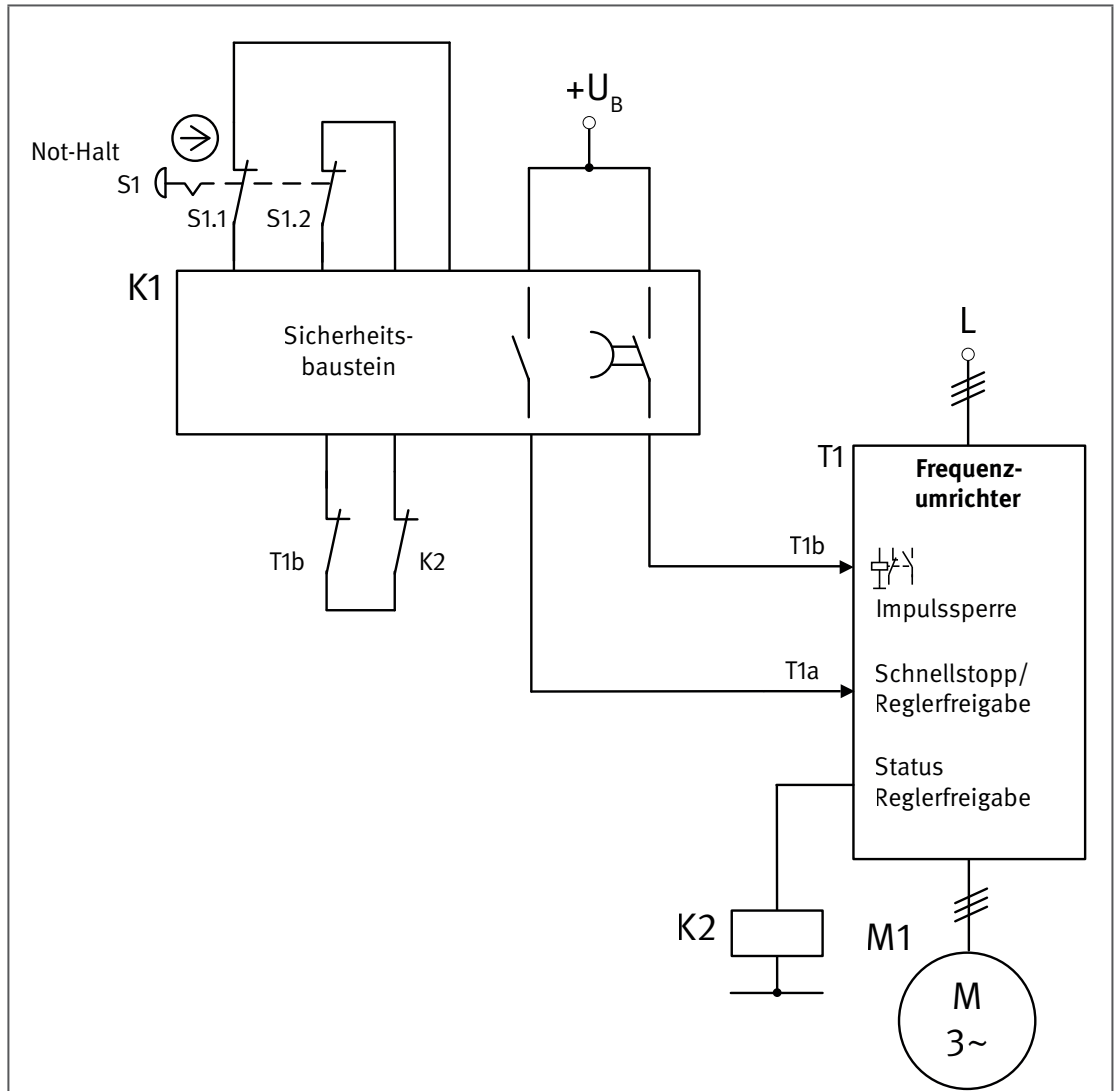 +U_B
Not-Halt
S1
S1.1
S1.2
K1
Sicherheits-
baustein
L
T1
Frequenz-
umrichter
T1b
K2
T1b
Impulssperre
T1a
Schnellstopp/
Reglerfreigabe
Status
Reglerfreigabe
K2
M1
M
3~